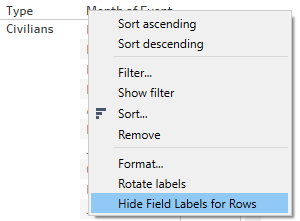 Type Month of Event
Civilians
Sort ascending
Sort descending
Filter...
Show filter
Sort...
Remove
Format...
Rotate labels
Hide Field Labels for Rows